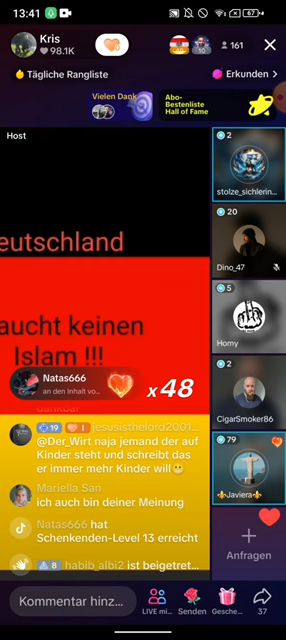 13:41
67
Kris
98.1K
10
161
Tägliche Rangliste
Erkunden >
Vielen Dank
Abo-
Bestenliste
Hall of Fame
Host
2
stolze_sichlerin...
eutschland
20
Dino_47
aucht keinen
Islam !!!
5
Homy
Natas666
an den Inhalt vo...
x48
2
CigarSmoker86
dankbar
19
1
jesusisthelord2001...
@Der_Wirt naja jemand der auf
Kinder steht und schreibt das
er immer mehr Kinder will
79
Javiera
Mariella San
ich auch bin deiner Meinung
Natas666 hat
Schenkenden-Level 13 erreicht
+
Anfragen
8
habib_albi2 ist beigetret...
Kommentar hinz...
LIVE mi...
Senden
Gesche...
37